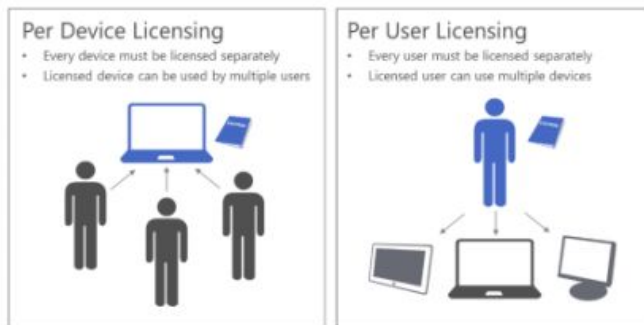 Per Device Licensing
• Every device must be licensed separately
• Licensed device can be used by multiple users
Per User Licensing
• Every user must be licensed separately
• Licensed user can use multiple devices